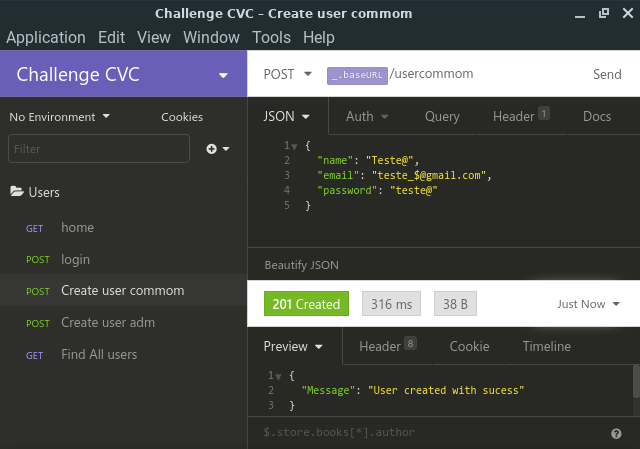 Challenge CVC – Create user commom
Application Edit View Window Tools Help
Challenge CVC
POST _.baseURL /usercommom Send
No Environment Cookies
JSON Auth Query Header 1 Docs
Filter
1 {
2 "name": "Teste@",
3 "email": "teste_$@gmail.com",
4 "password": "teste@"
5 }
Users
GET home
POST login
POST Create user commom
POST Create user adm
GET Find All users
Beautify JSON
201 Created 316 ms 38 B Just Now
Preview Header 8 Cookie Timeline
1 {
2 "Message": "User created with sucess"
3 }
$.store.books[*].author